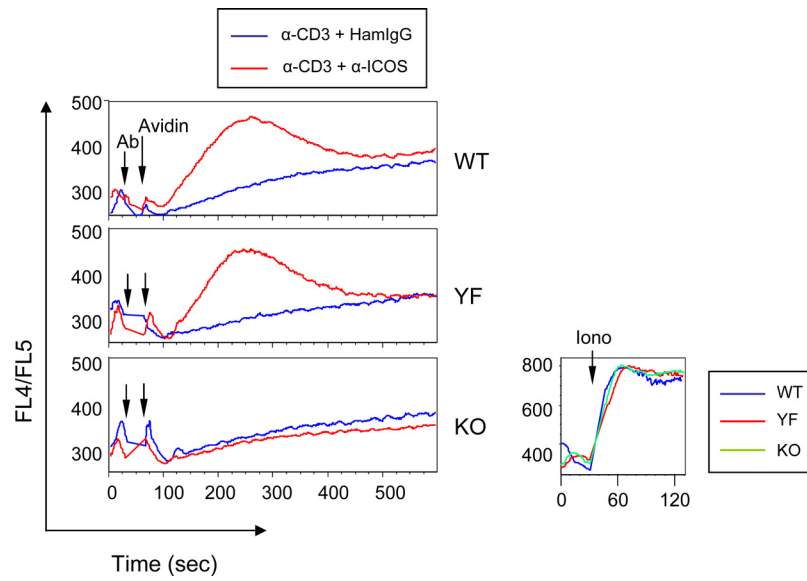 α-CD3 + HamIgG
α-CD3 + α-ICOS
500
400
300
Ab
Avidin
WT
500
400
300
YF
500
400
300
KO
0 100 200 300 400 500
FL4/FL5
Time (sec)
Iono
800
600
400
0 60 120
WT
YF
KO